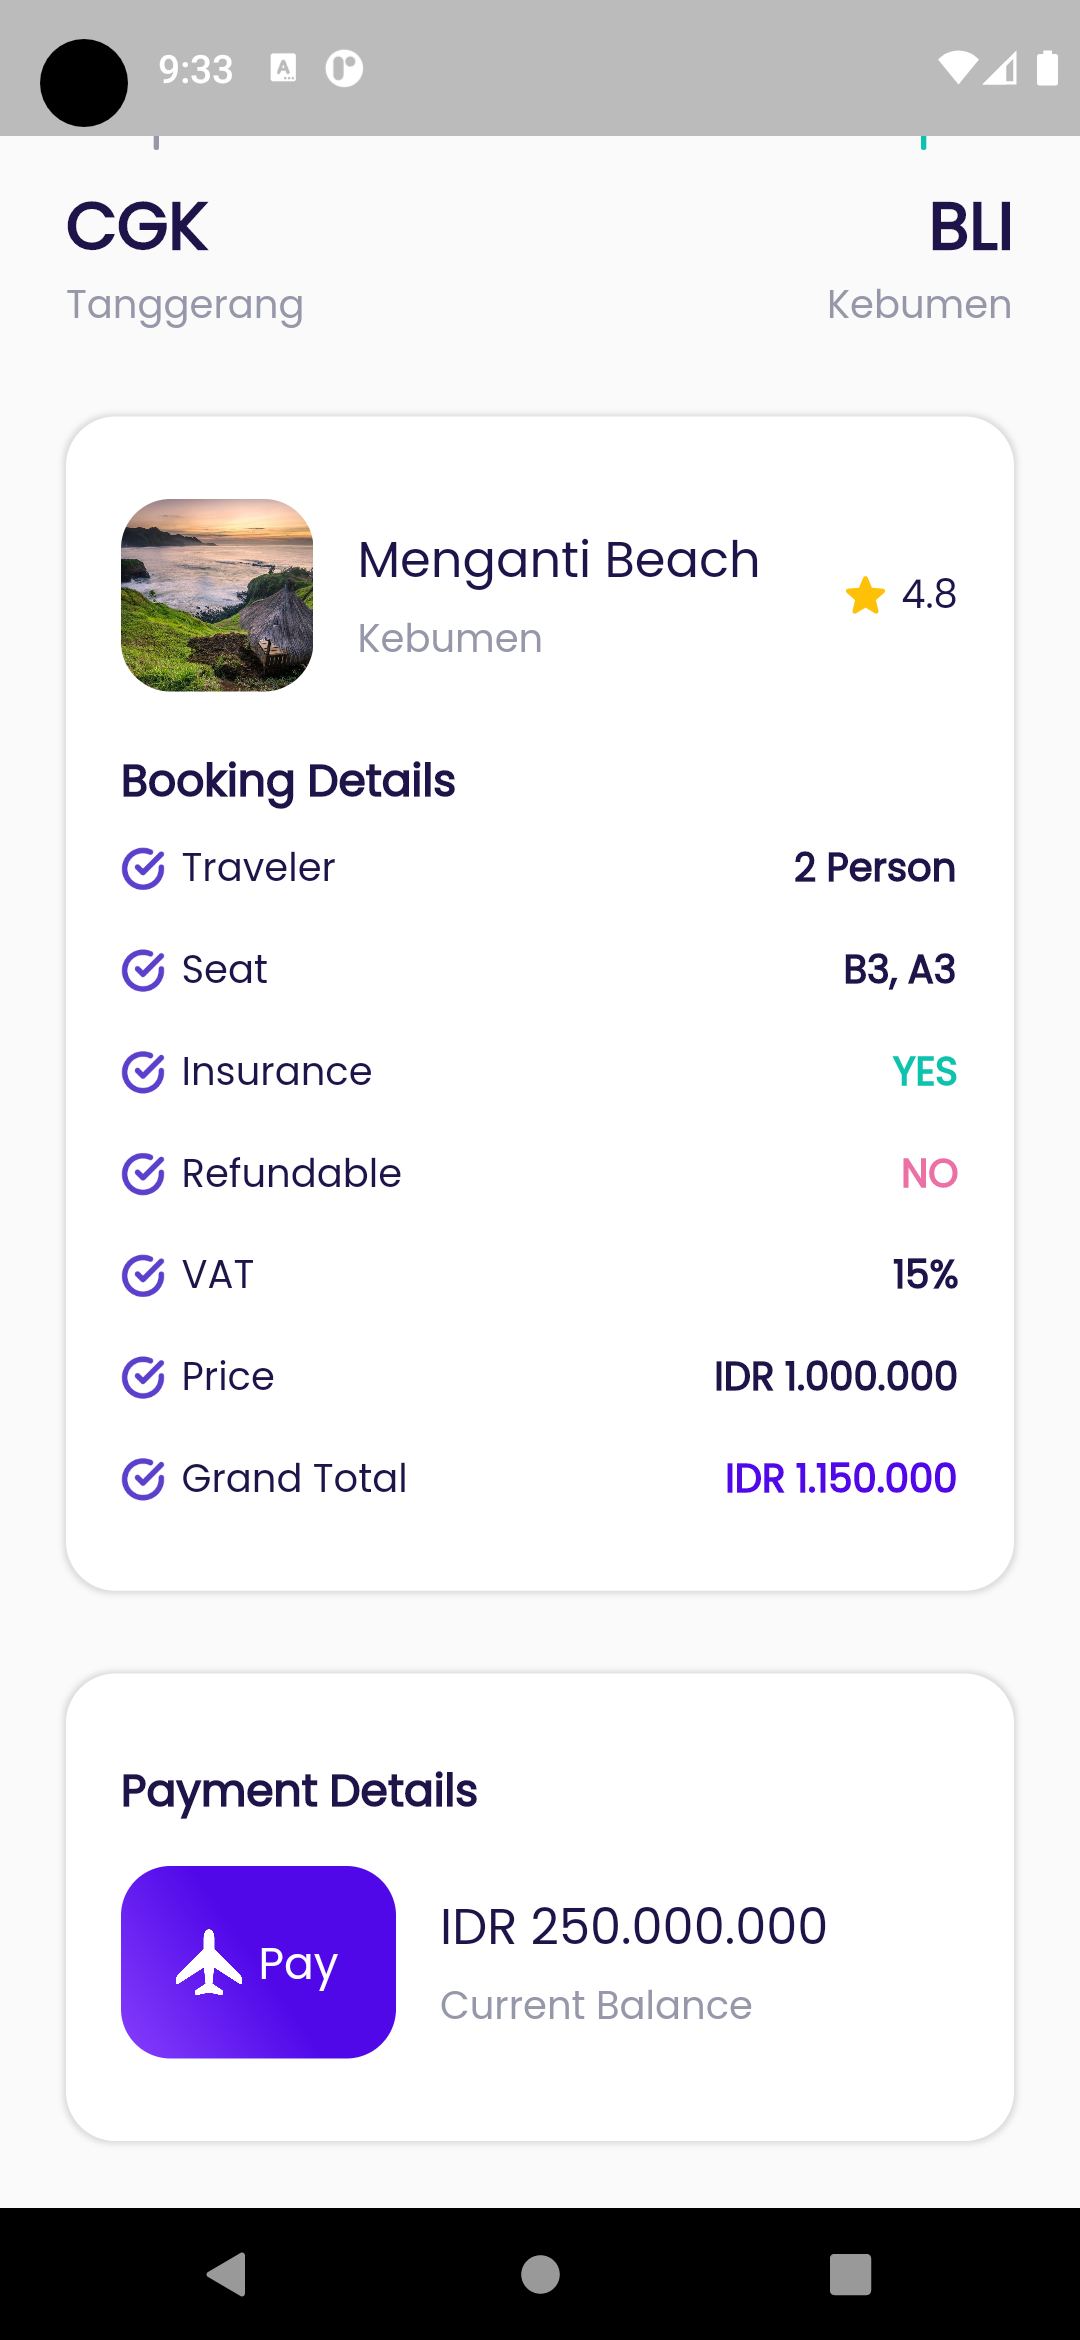 9:33
CGK BLI
Tanggerang Kebumen
Menganti Beach
Kebumen
4.8
Booking Details
Traveler 2 Person
Seat B3, A3
Insurance YES
Refundable NO
VAT 15%
Price IDR 1.000.000
Grand Total IDR 1.150.000
Payment Details
Pay
IDR 250.000.000
Current Balance